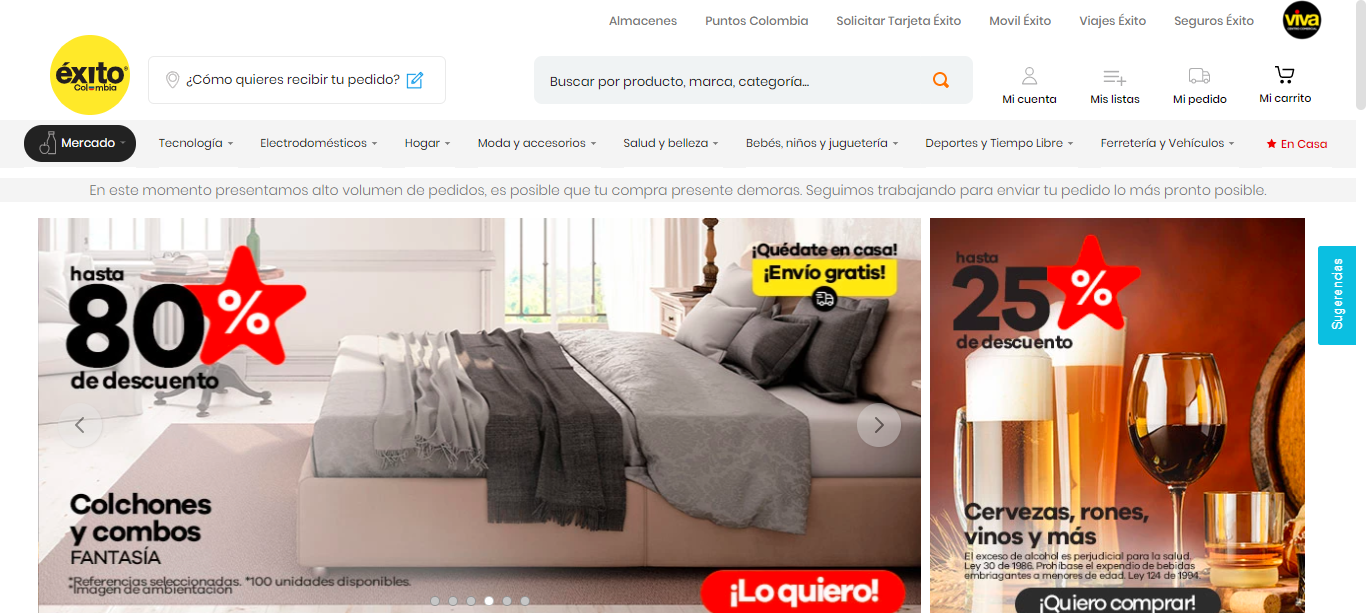 Almacenes Puntos Colombia Solicitar Tarjeta Éxito Movil Éxito Viajes Éxito Seguros Éxito
viva
éxito
Colombia
¿Cómo quieres recibir tu pedido?
Buscar por producto, marca, categoría...
Mi cuenta Mis listas Mi pedido Mi carrito
Mercado Tecnología Electrodomésticos Hogar Moda y accesorios Salud y belleza Bebés, niños y juguetería Deportes y Tiempo Libre Ferretería y Vehículos En Casa
En este momento presentamos alto volumen de pedidos, es posible que tu compra presente demoras. Seguimos trabajando para enviar tu pedido lo más pronto posible.
hasta
80%
de descuento
¡Quédate en casa!
¡Envío gratis!
Colchones
y combos
FANTASÍA
*Referencias seleccionadas. *100 unidades disponibles.
*Imagen de ambientación
¡Lo quiero!
hasta
25%
de descuento
Cervezas, rones,
vinos y más
El exceso de alcohol es perjudicial para la salud.
Ley 30 de 1986. Prohíbase el expendio de bebidas
embriagantes a menores de edad. Ley 124 de 1994
¡Quiero comprar!
Sugerencias